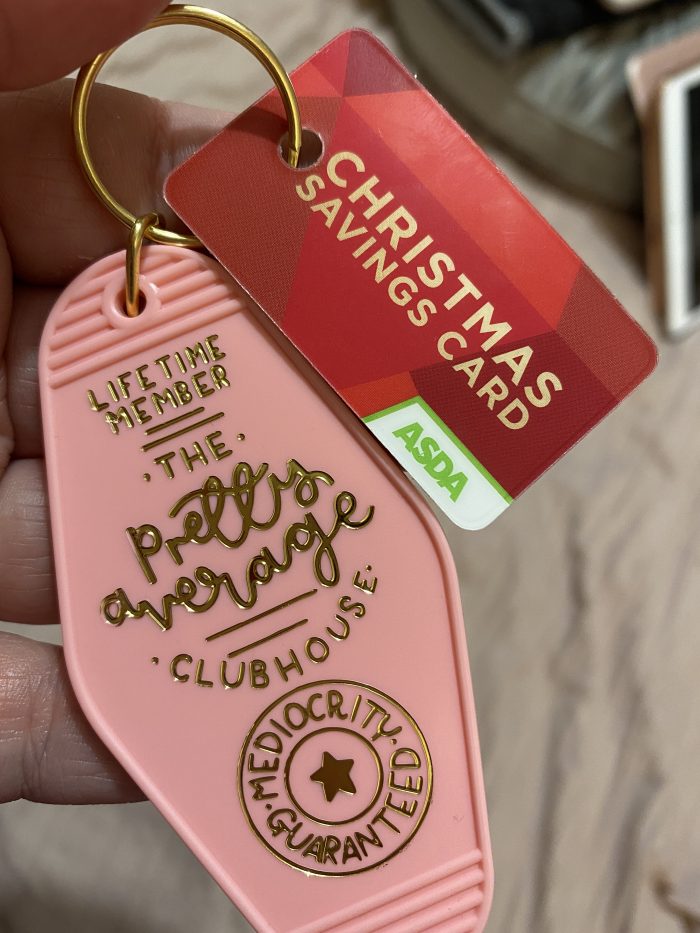 CHRISTMAS
SAVINGS CARD
ASDA
LIFETIME
MEMBER
·THE·
pretty
average
·CLUBHOUSE·
MEDIOCRITY·
·GUARANTEED